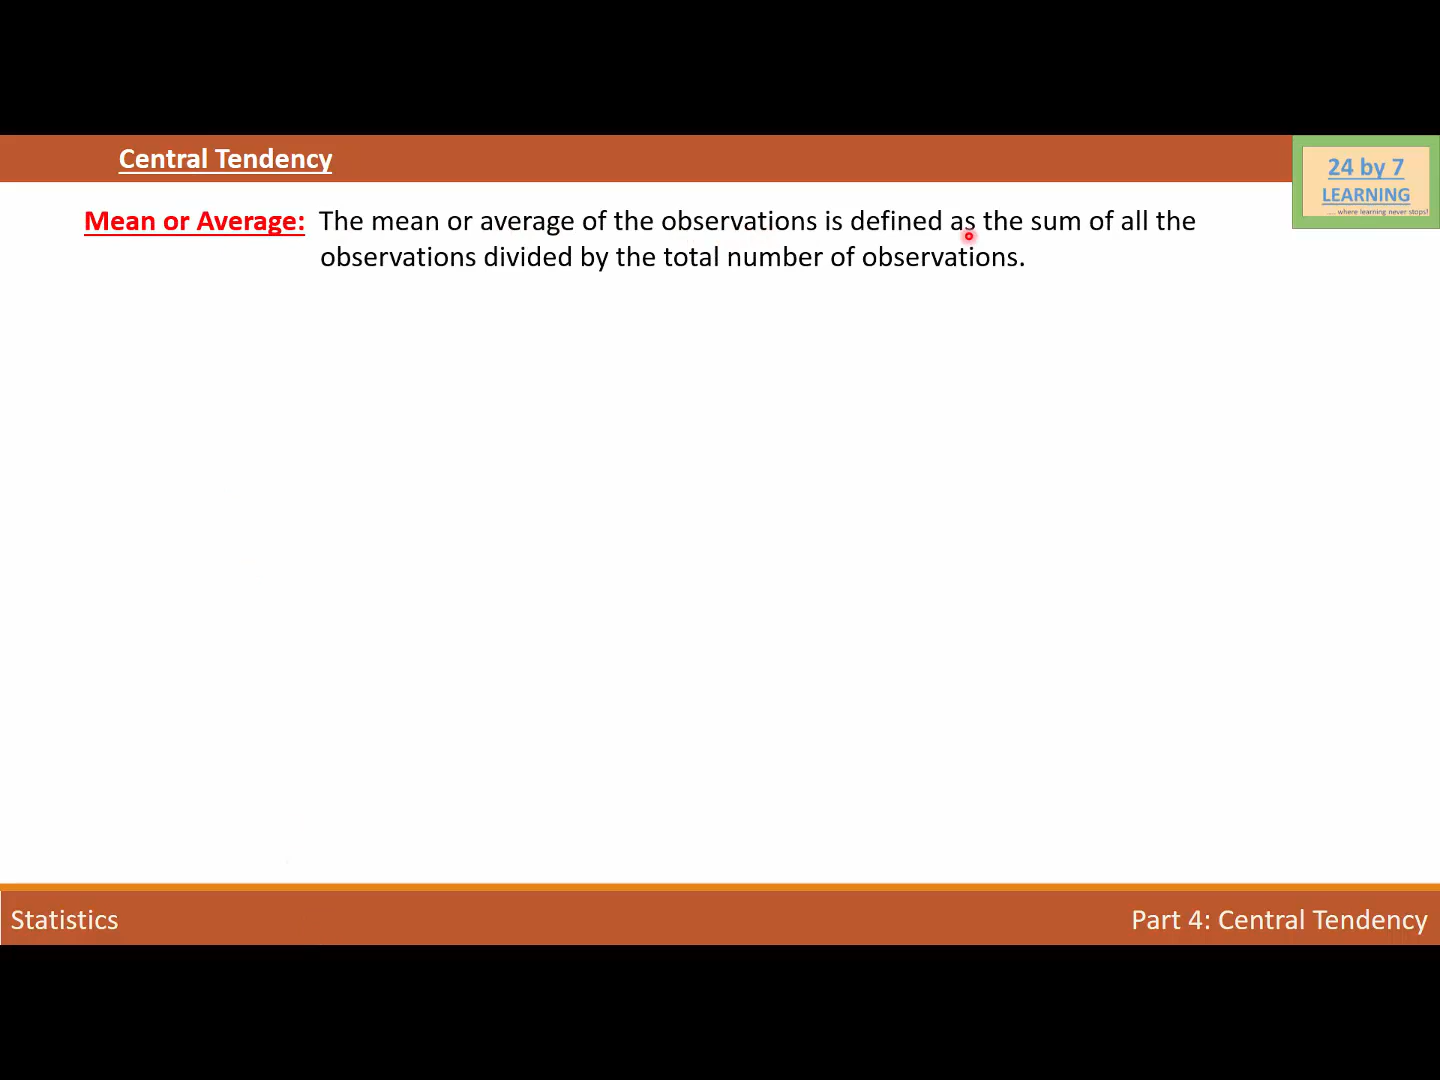 Central Tendency
24 by 7
LEARNING
.... where learning never stops!
Mean or Average: The mean or average of the observations is defined as the sum of all the
observations divided by the total number of observations.
Statistics
Part 4: Central Tendency